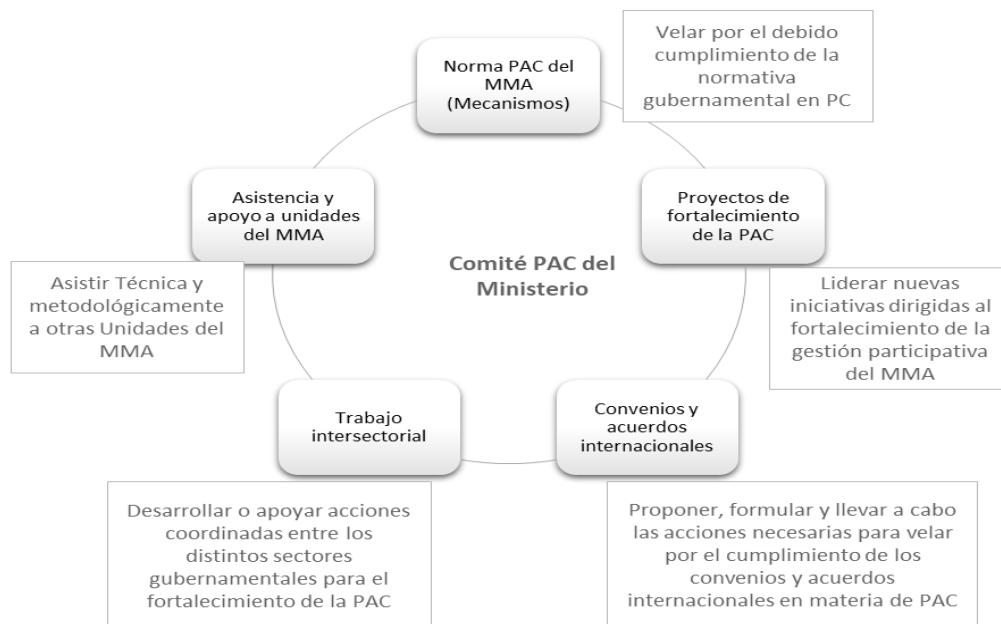 Norma PAC del
MMA
(Mecanismos)
Velar por el debido
cumplimiento de la
normativa
gubernamental en PC
Asistencia y
apoyo a unidades
del MMA
Proyectos de
fortalecimiento
de la PAC
Comité PAC del
Ministerio
Asistir Técnica y
metodológicamente
a otras Unidades del
MMA
Liderar nuevas
iniciativas dirigidas al
fortalecimiento de la
gestión participativa
del MMA
Trabajo
intersectorial
Convenios y
acuerdos
internacionales
Desarrollar o apoyar acciones
coordinadas entre los
distintos sectores
gubernamentales para el
fortalecimiento de la PAC
Proponer, formular y llevar a cabo
las acciones necesarias para velar
por el cumplimiento de los
convenios y acuerdos
internacionales en materia de PAC